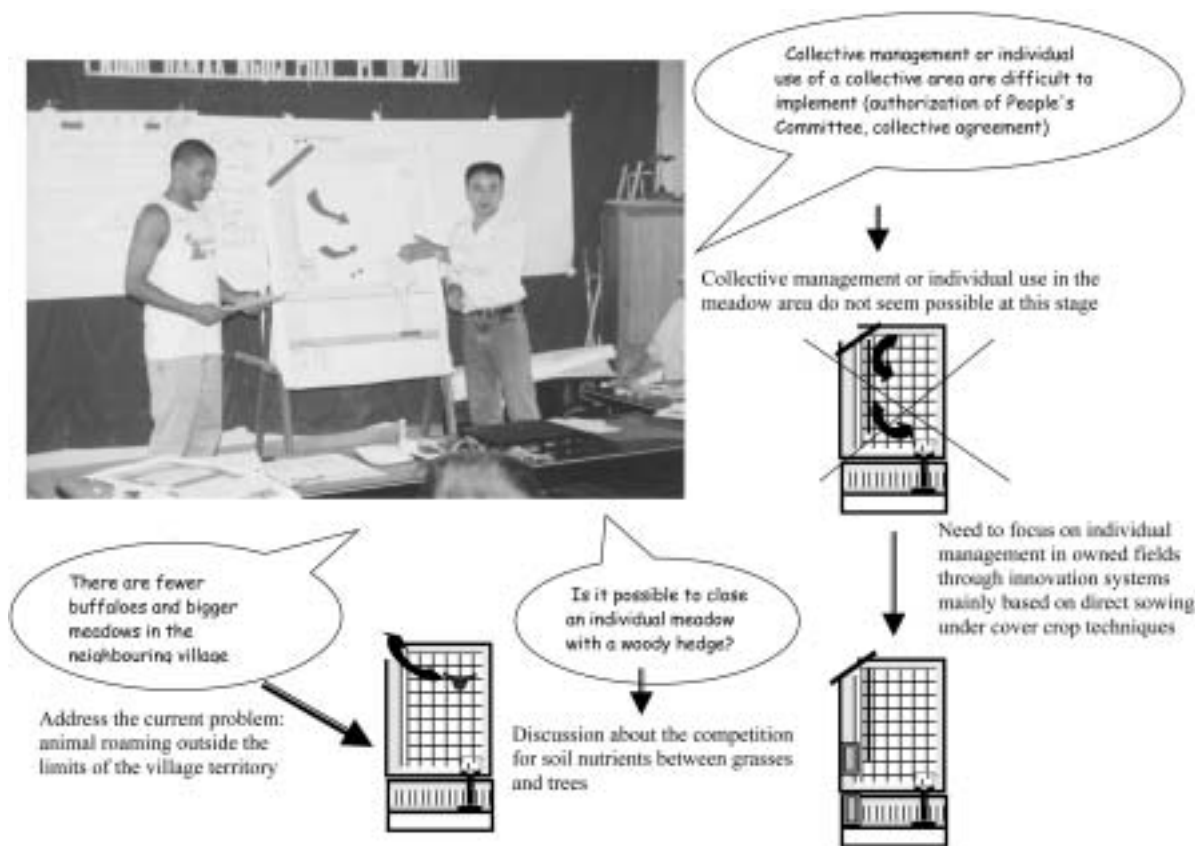 Collective management or individual
use of a collective area are difficult to
implement (authorization of People's
Committee, collective agreement)
Collective management or individual use in the
meadow area do not seem possible at this stage
Need to focus on individual
management in owned fields
through innovation systems
mainly based on direct sowing
under cover crop techniques
There are fewer
buffaloes and bigger
meadows in the
neighbouring village
Address the current problem:
animal roaming outside the
limits of the village territory
Is it possible to close
an individual meadow
with a woody hedge?
Discussion about the competition
for soil nutrients between grasses
and trees